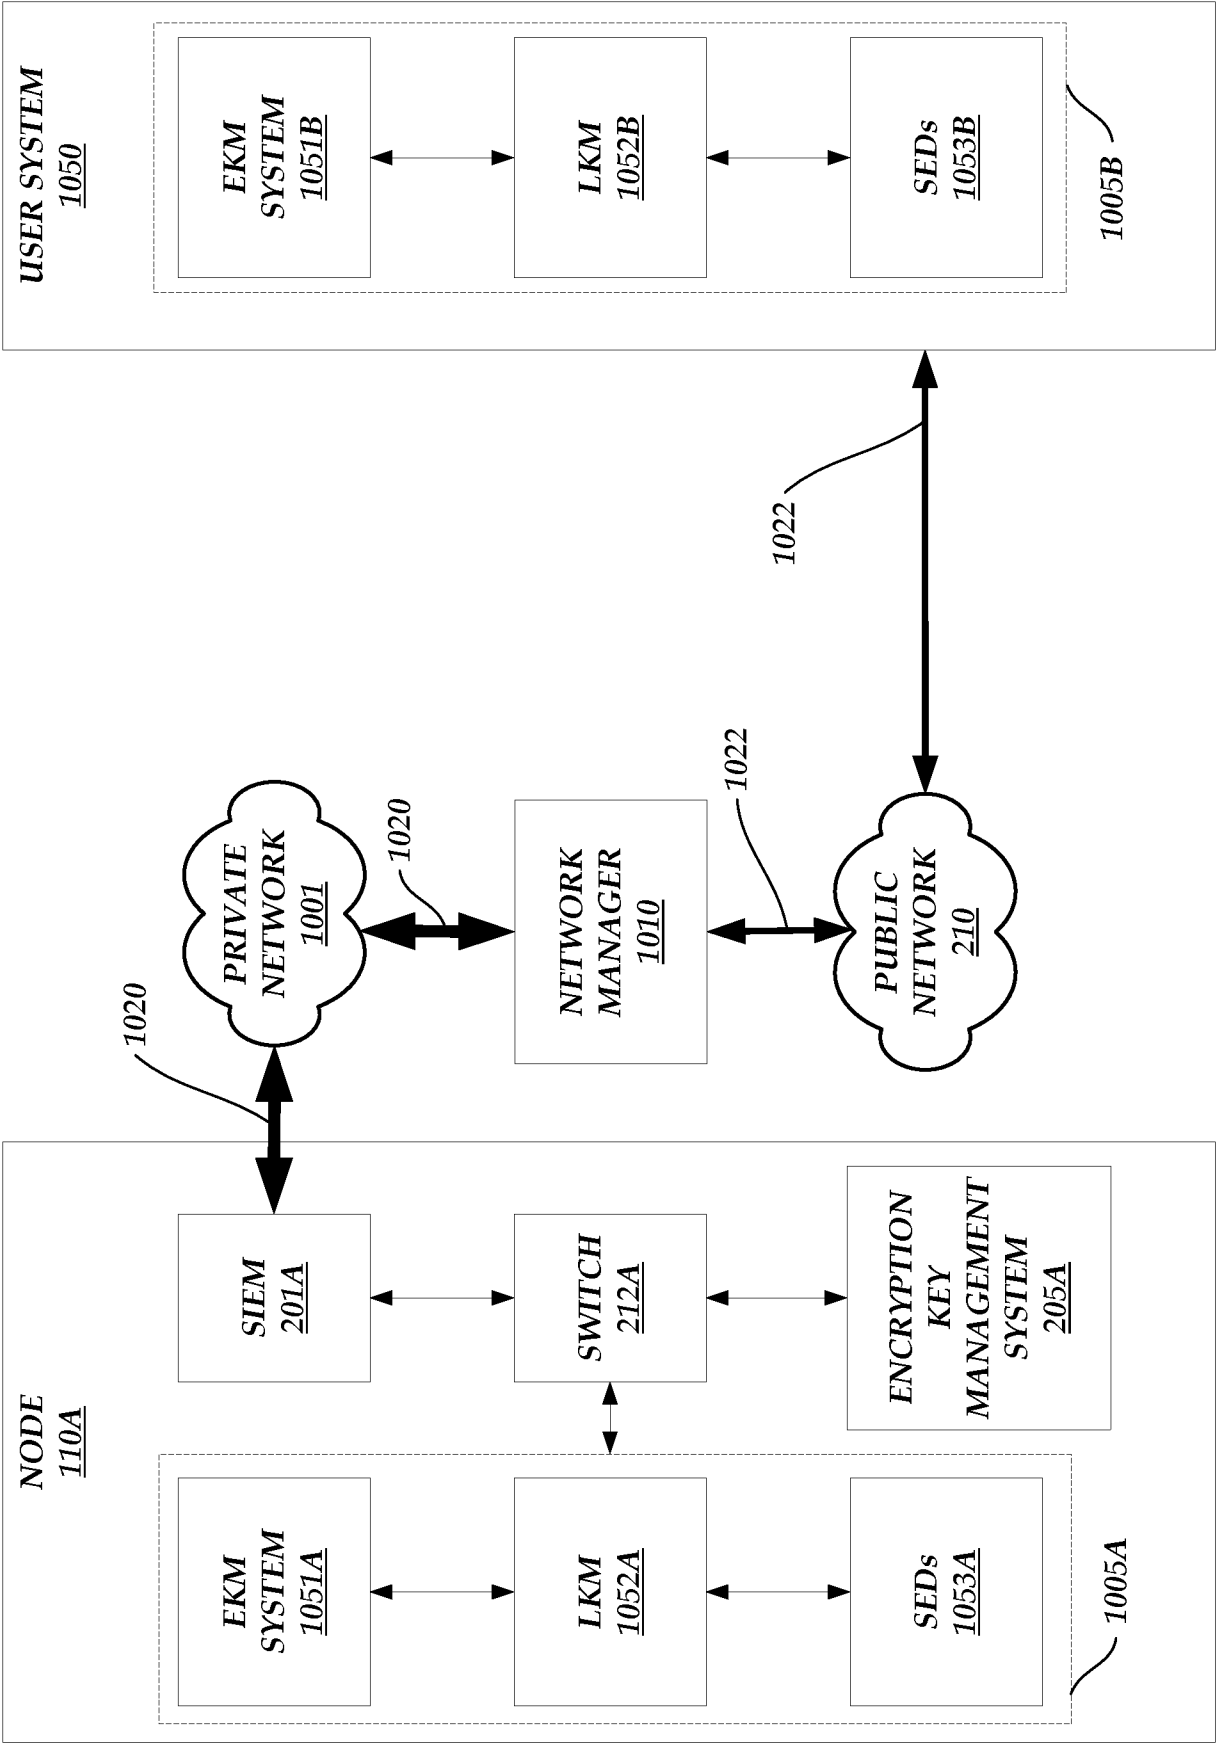 NODE
110A
EKM
SYSTEM
1051A
LKM
1052A
SEDs
1053A
1005A
SIEM
201A
SWITCH
212A
ENCRYPTION
KEY
MANAGEMENT
SYSTEM
205A
1020
PRIVATE
NETWORK
1001
1020
NETWORK
MANAGER
1010
1022
PUBLIC
NETWORK
210
1022
USER SYSTEM
1050
EKM
SYSTEM
1051B
LKM
1052B
SEDs
1053B
1005B